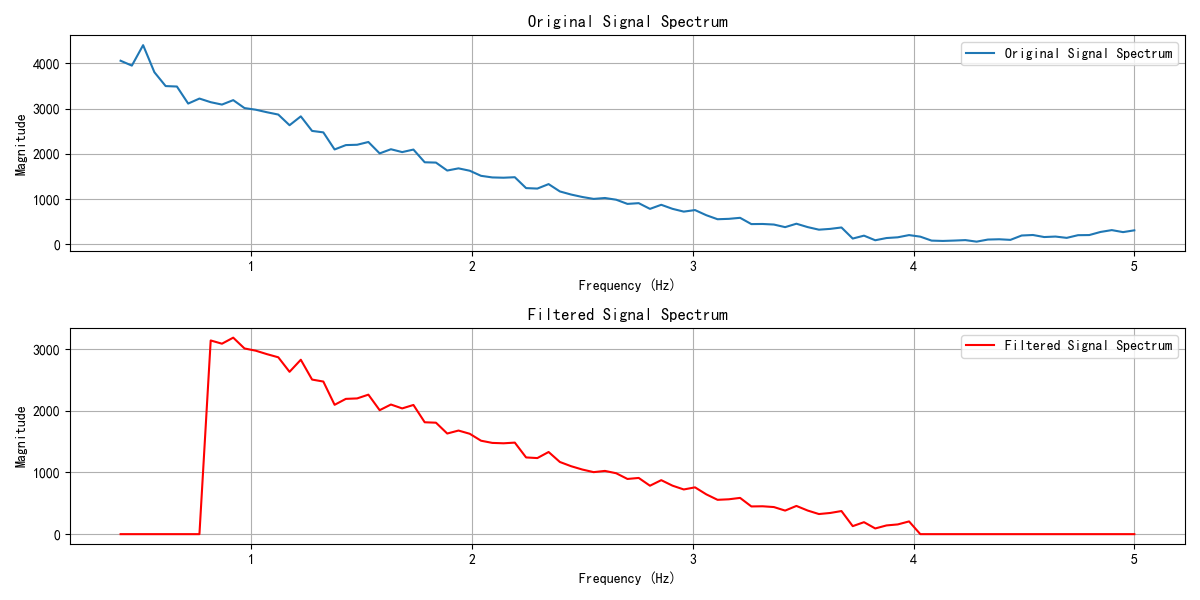 Original Signal Spectrum
Original Signal Spectrum
Magnitude
4000
3000
2000
1000
0
1
2
3
4
5
Frequency (Hz)
Filtered Signal Spectrum
Filtered Signal Spectrum
Magnitude
3000
2000
1000
0
1
2
3
4
5
Frequency (Hz)